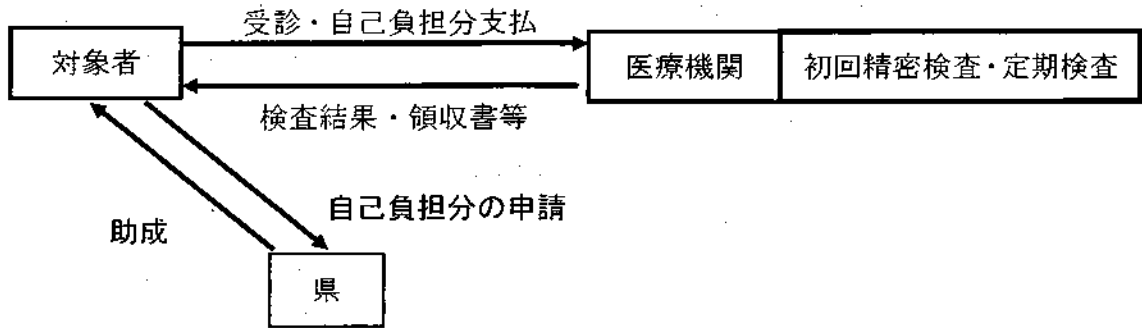 受診・自己負担分支払
対象者
医療機関
初回精密検査・定期検査
検査結果・領収書等
自己負担分の申請
助成
県